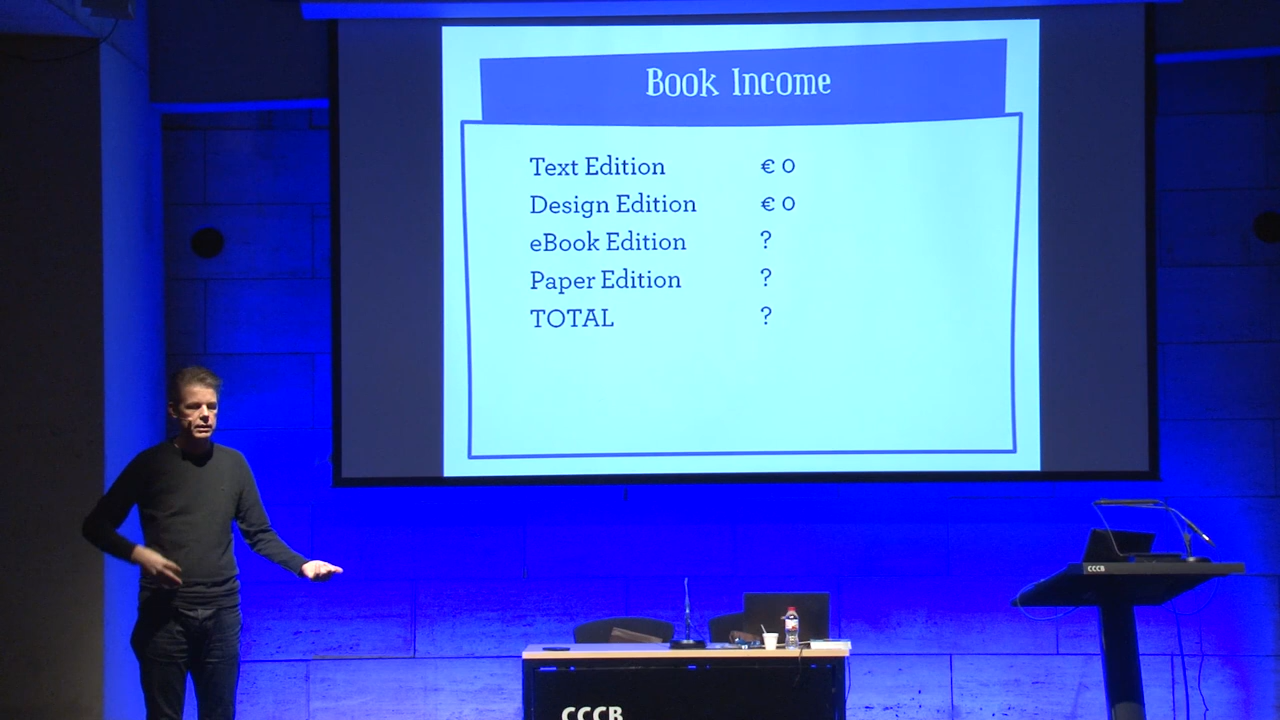 Book Income
Text Edition € 0
Design Edition € 0
eBook Edition ?
Paper Edition ?
TOTAL ?
CCCB
CCCB